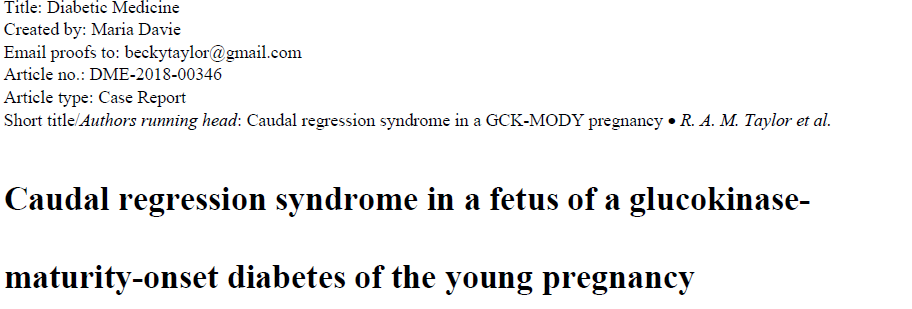 Title: Diabetic Medicine
Created by: Maria Davie
Email proofs to: beckytaylor@gmail.com
Article no.: DME-2018-00346
Article type: Case Report
Short title/Authors running head: Caudal regression syndrome in a GCK-MODY pregnancy ● R. A. M. Taylor et al.
Caudal regression syndrome in a fetus of a glucokinase-
maturity-onset diabetes of the young pregnancy